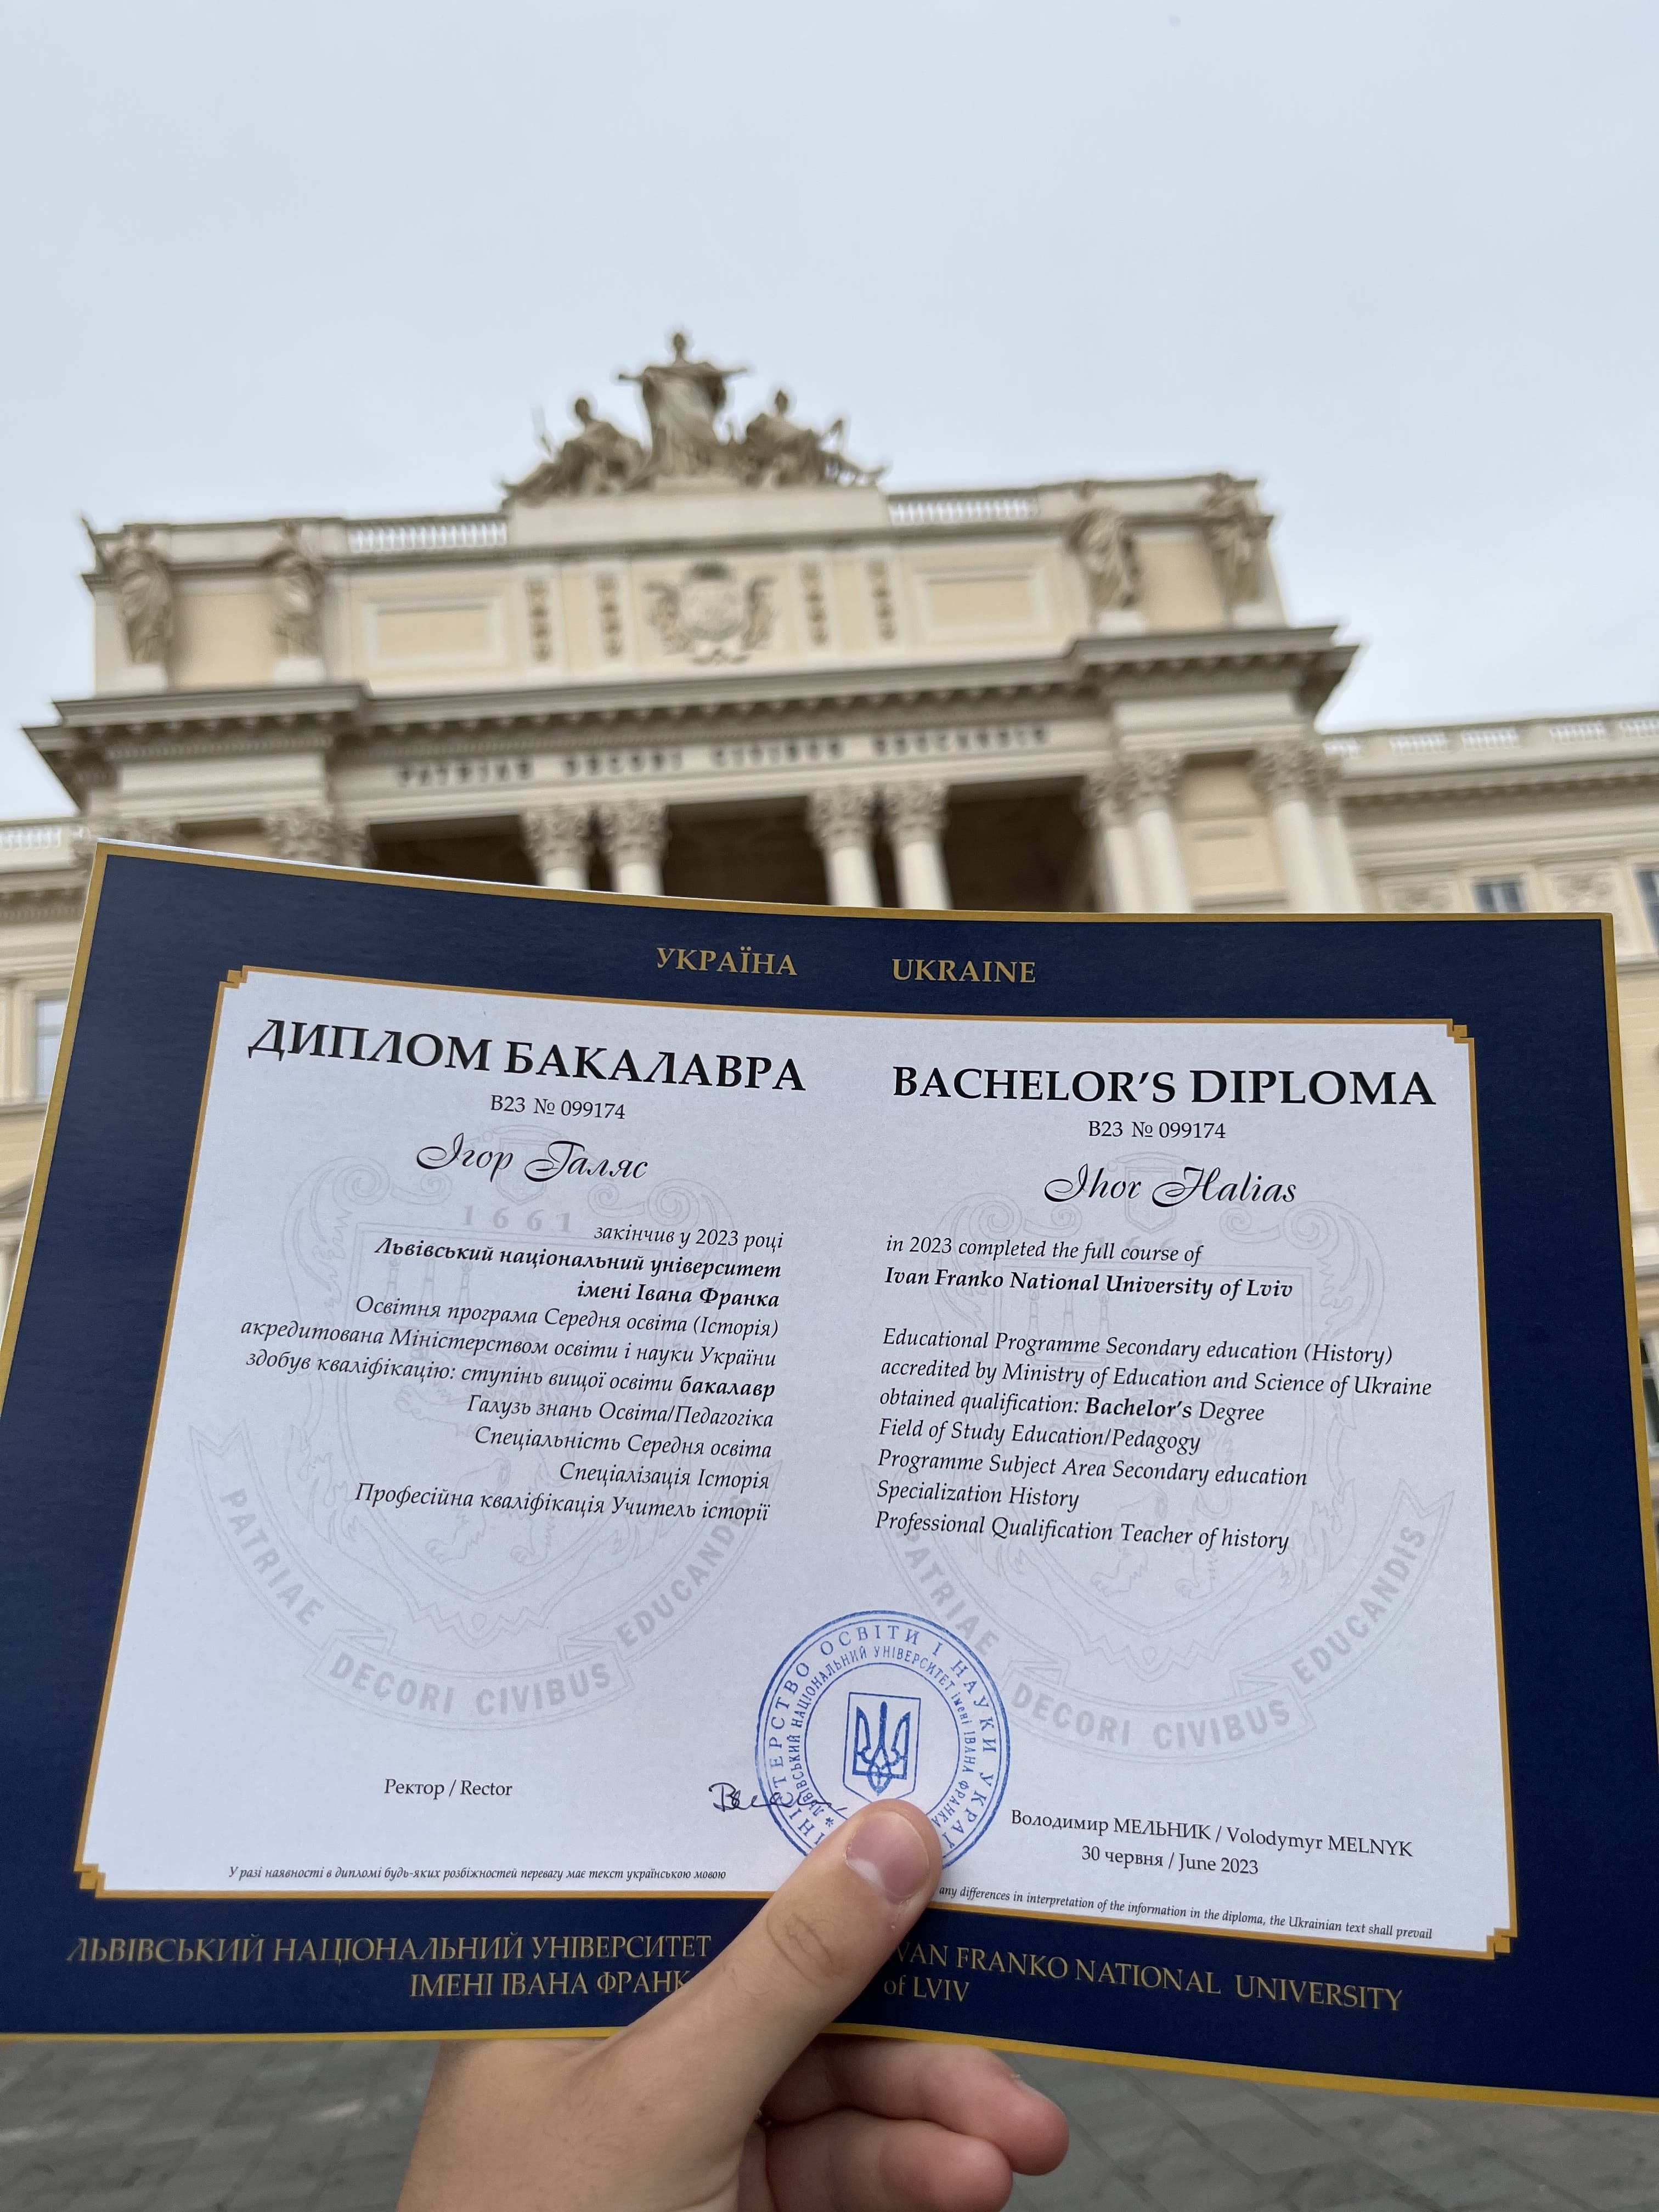 PATRIAE DECORI CIVIBUS EDUCANDIS
УКРАЇНА UKRAINE
ДИПЛОМ БАКАЛАВРА
B23 № 099174
Ігор Галяс
1661
закінчив у 2023 році
Львівський національний університет
імені Івана Франка
Освітня програма Середня освіта (Історія)
акредитована Міністерством освіти і науки України
здобув кваліфікацію: ступінь вищої освіти бакалавр
Галузь знань Освіта/Педагогіка
Спеціальність Середня освіта
Спеціалізація Історія
Професійна кваліфікація Учитель історії
PATRIAE DECORI CIVIBUS EDUCANDIS
BACHELOR’S DIPLOMA
B23 № 099174
Ihor Halias
in 2023 completed the full course of
Ivan Franko National University of Lviv
Educational Programme Secondary education (History)
accredited by Ministry of Education and Science of Ukraine
obtained qualification: Bachelor’s Degree
Field of Study Education/Pedagogy
Programme Subject Area Secondary education
Specialization History
Professional Qualification Teacher of history
PATRIAE DECORI CIVIBUS EDUCANDIS
ОСВІТИ І НАУКИ
ЛЬВІВСЬКИЙ НАЦІОНАЛЬНИЙ УНІВЕРСИТЕТ імені ІВАНА ФРАНКА
Ректор / Rector
Володимир МЕЛЬНИК / Volodymyr MELNYK
30 червня / June 2023
У разі наявності в дипломі будь-яких розбіжностей перевагу має текст українською мовою
any differences in interpretation of the information in the diploma, the Ukrainian text shall prevail
ЛЬВІВСЬКИЙ НАЦІОНАЛЬНИЙ УНІВЕРСИТЕТ
ІМЕНІ ІВАНА ФРАНК
VAN FRANKO NATIONAL UNIVERSITY
of LVIV